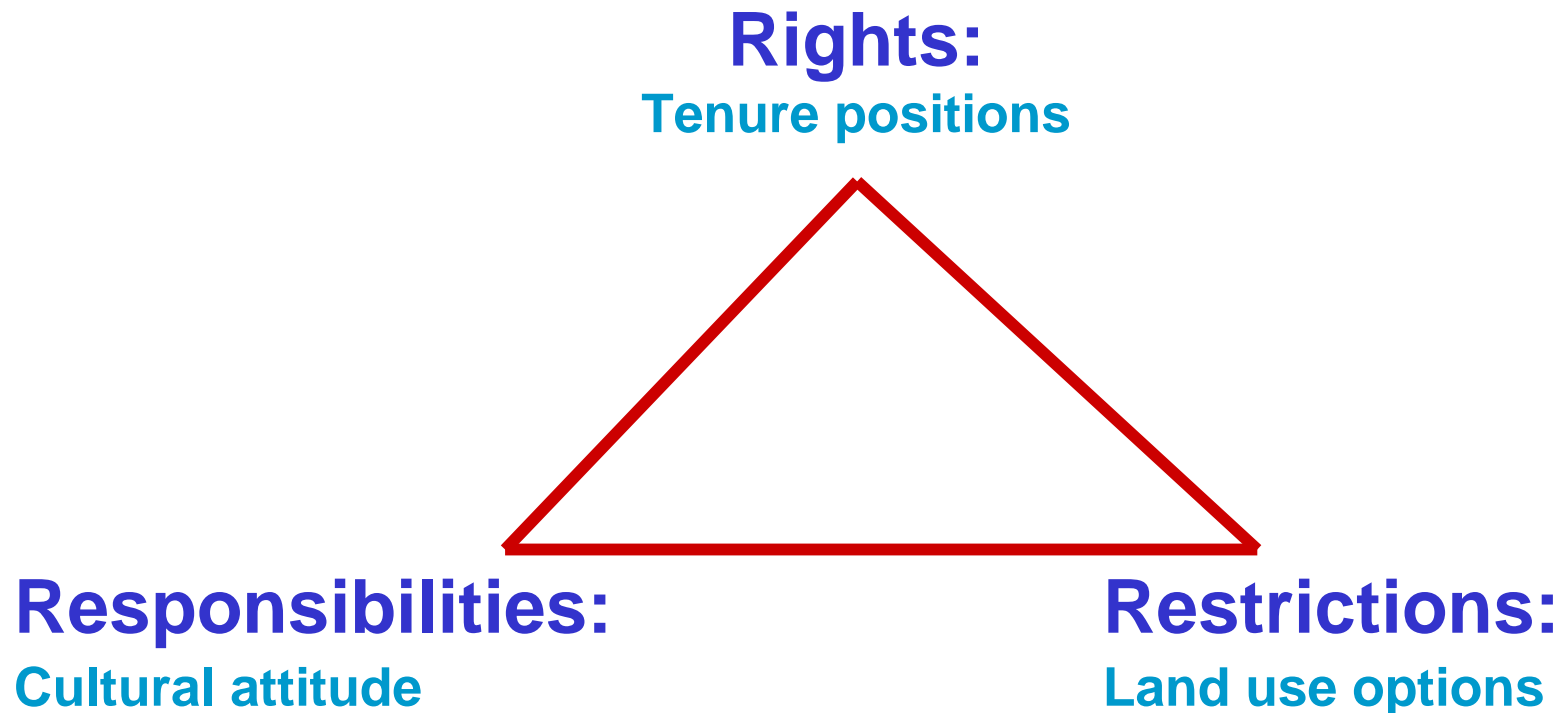 Rights:
Tenure positions
Responsibilities:
Cultural attitude
Restrictions:
Land use options